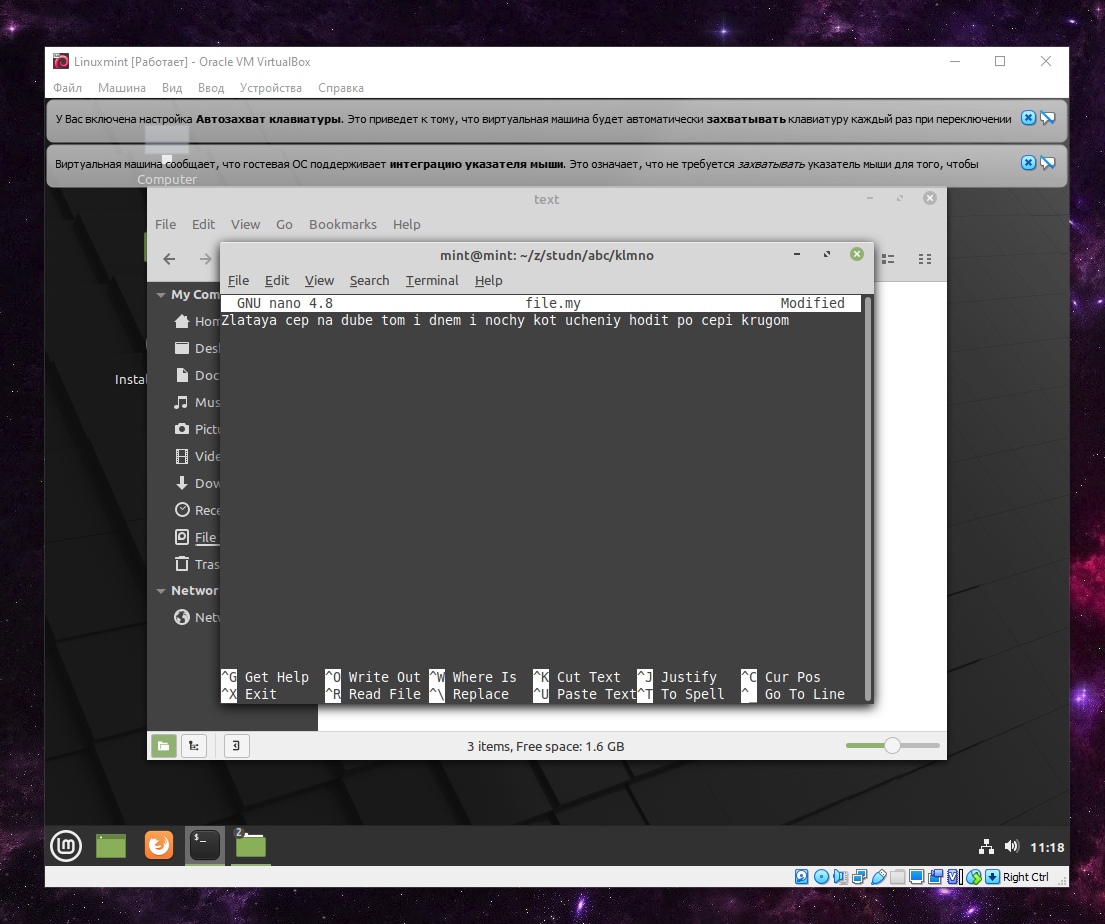 Linuxmint [Работает] - Oracle VM VirtualBox
Файл Машина Вид Ввод Устройства Справка
У Вас включена настройка Автозахват клавиатуры. Это приведет к тому, что виртуальная машина будет автоматически захватывать клавиатуру каждый раз при переключении
Виртуальная машина сообщает, что гостевая ОС поддерживает интеграцию указателя мыши. Это означает, что не требуется захватывать указатель мыши для того, чтобы
Computer
text
File Edit View Go Bookmarks Help
mint@mint: ~/z/studn/abc/klmno
File Edit View Search Terminal Help
My Com
GNU nano 4.8 file.my Modified
Zlataya cep na dube tom i dnem i nochy kot ucheniy hodit po cepi krugom
Hom
Desk
Doc
Mus
Pictu
Vide
Dow
Rece
File
Tras
Networ
Netw
Instal
^G Get Help ^O Write Out ^W Where Is ^K Cut Text ^J Justify ^C Cur Pos
^X Exit ^R Read File ^\ Replace ^U Paste Text ^T To Spell ^_ Go To Line
3 items, Free space: 1.6 GB
2
$_
11:18
Right Ctrl